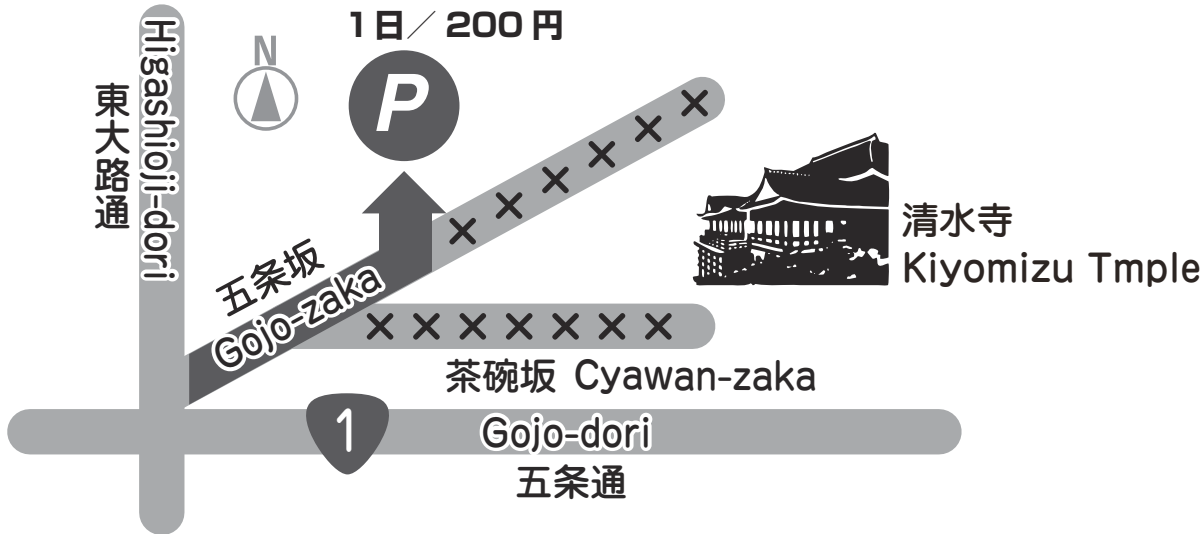 1日／200円
N
P
東大路通
Higashioji-dori
五条坂
Gojo-zaka
清水寺
Kiyomizu Tmple
茶碗坂 Cyawan-zaka
1
Gojo-dori
五条通